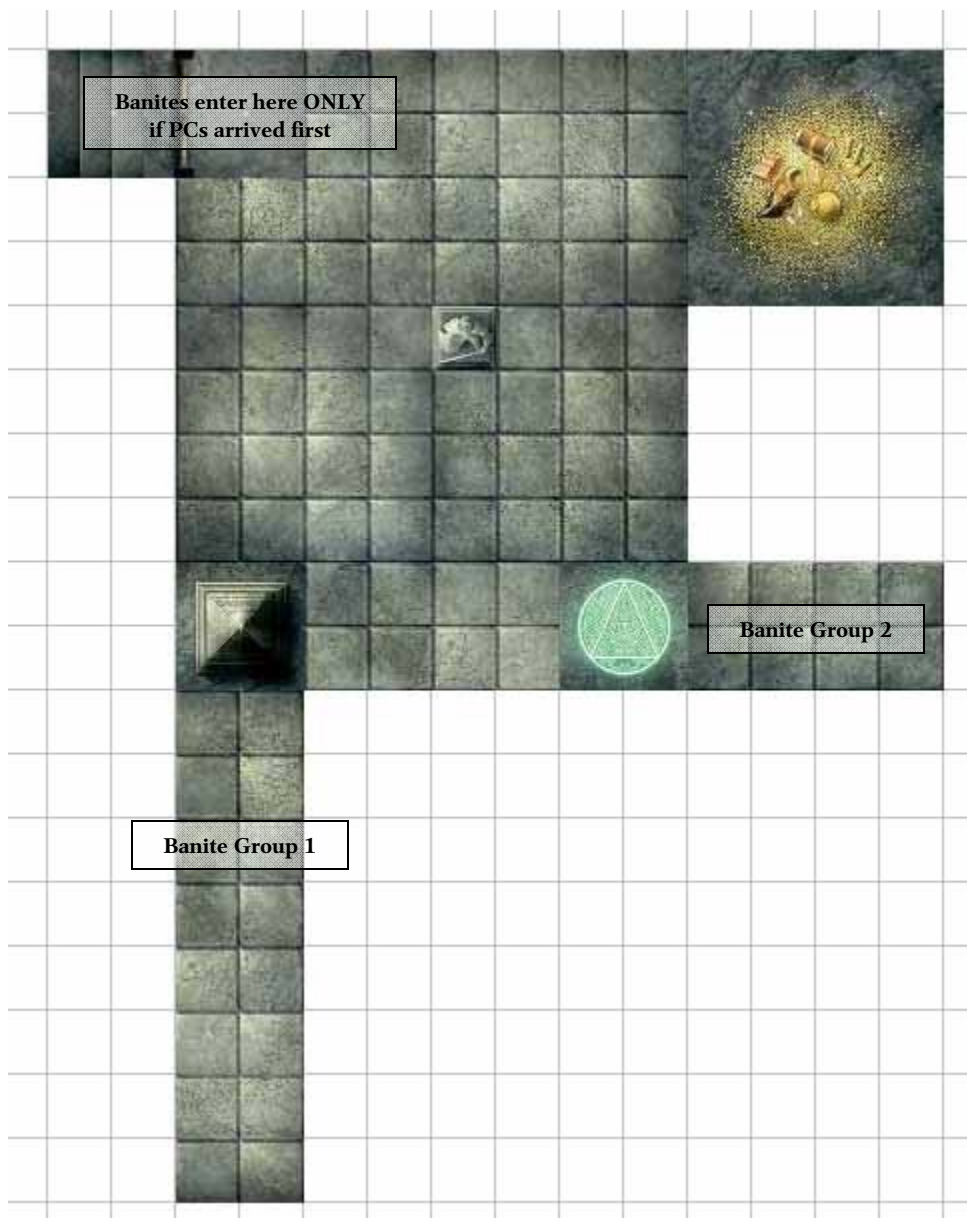 Banites enter here ONLY
if PCs arrived first
Banite Group 2
Banite Group 1